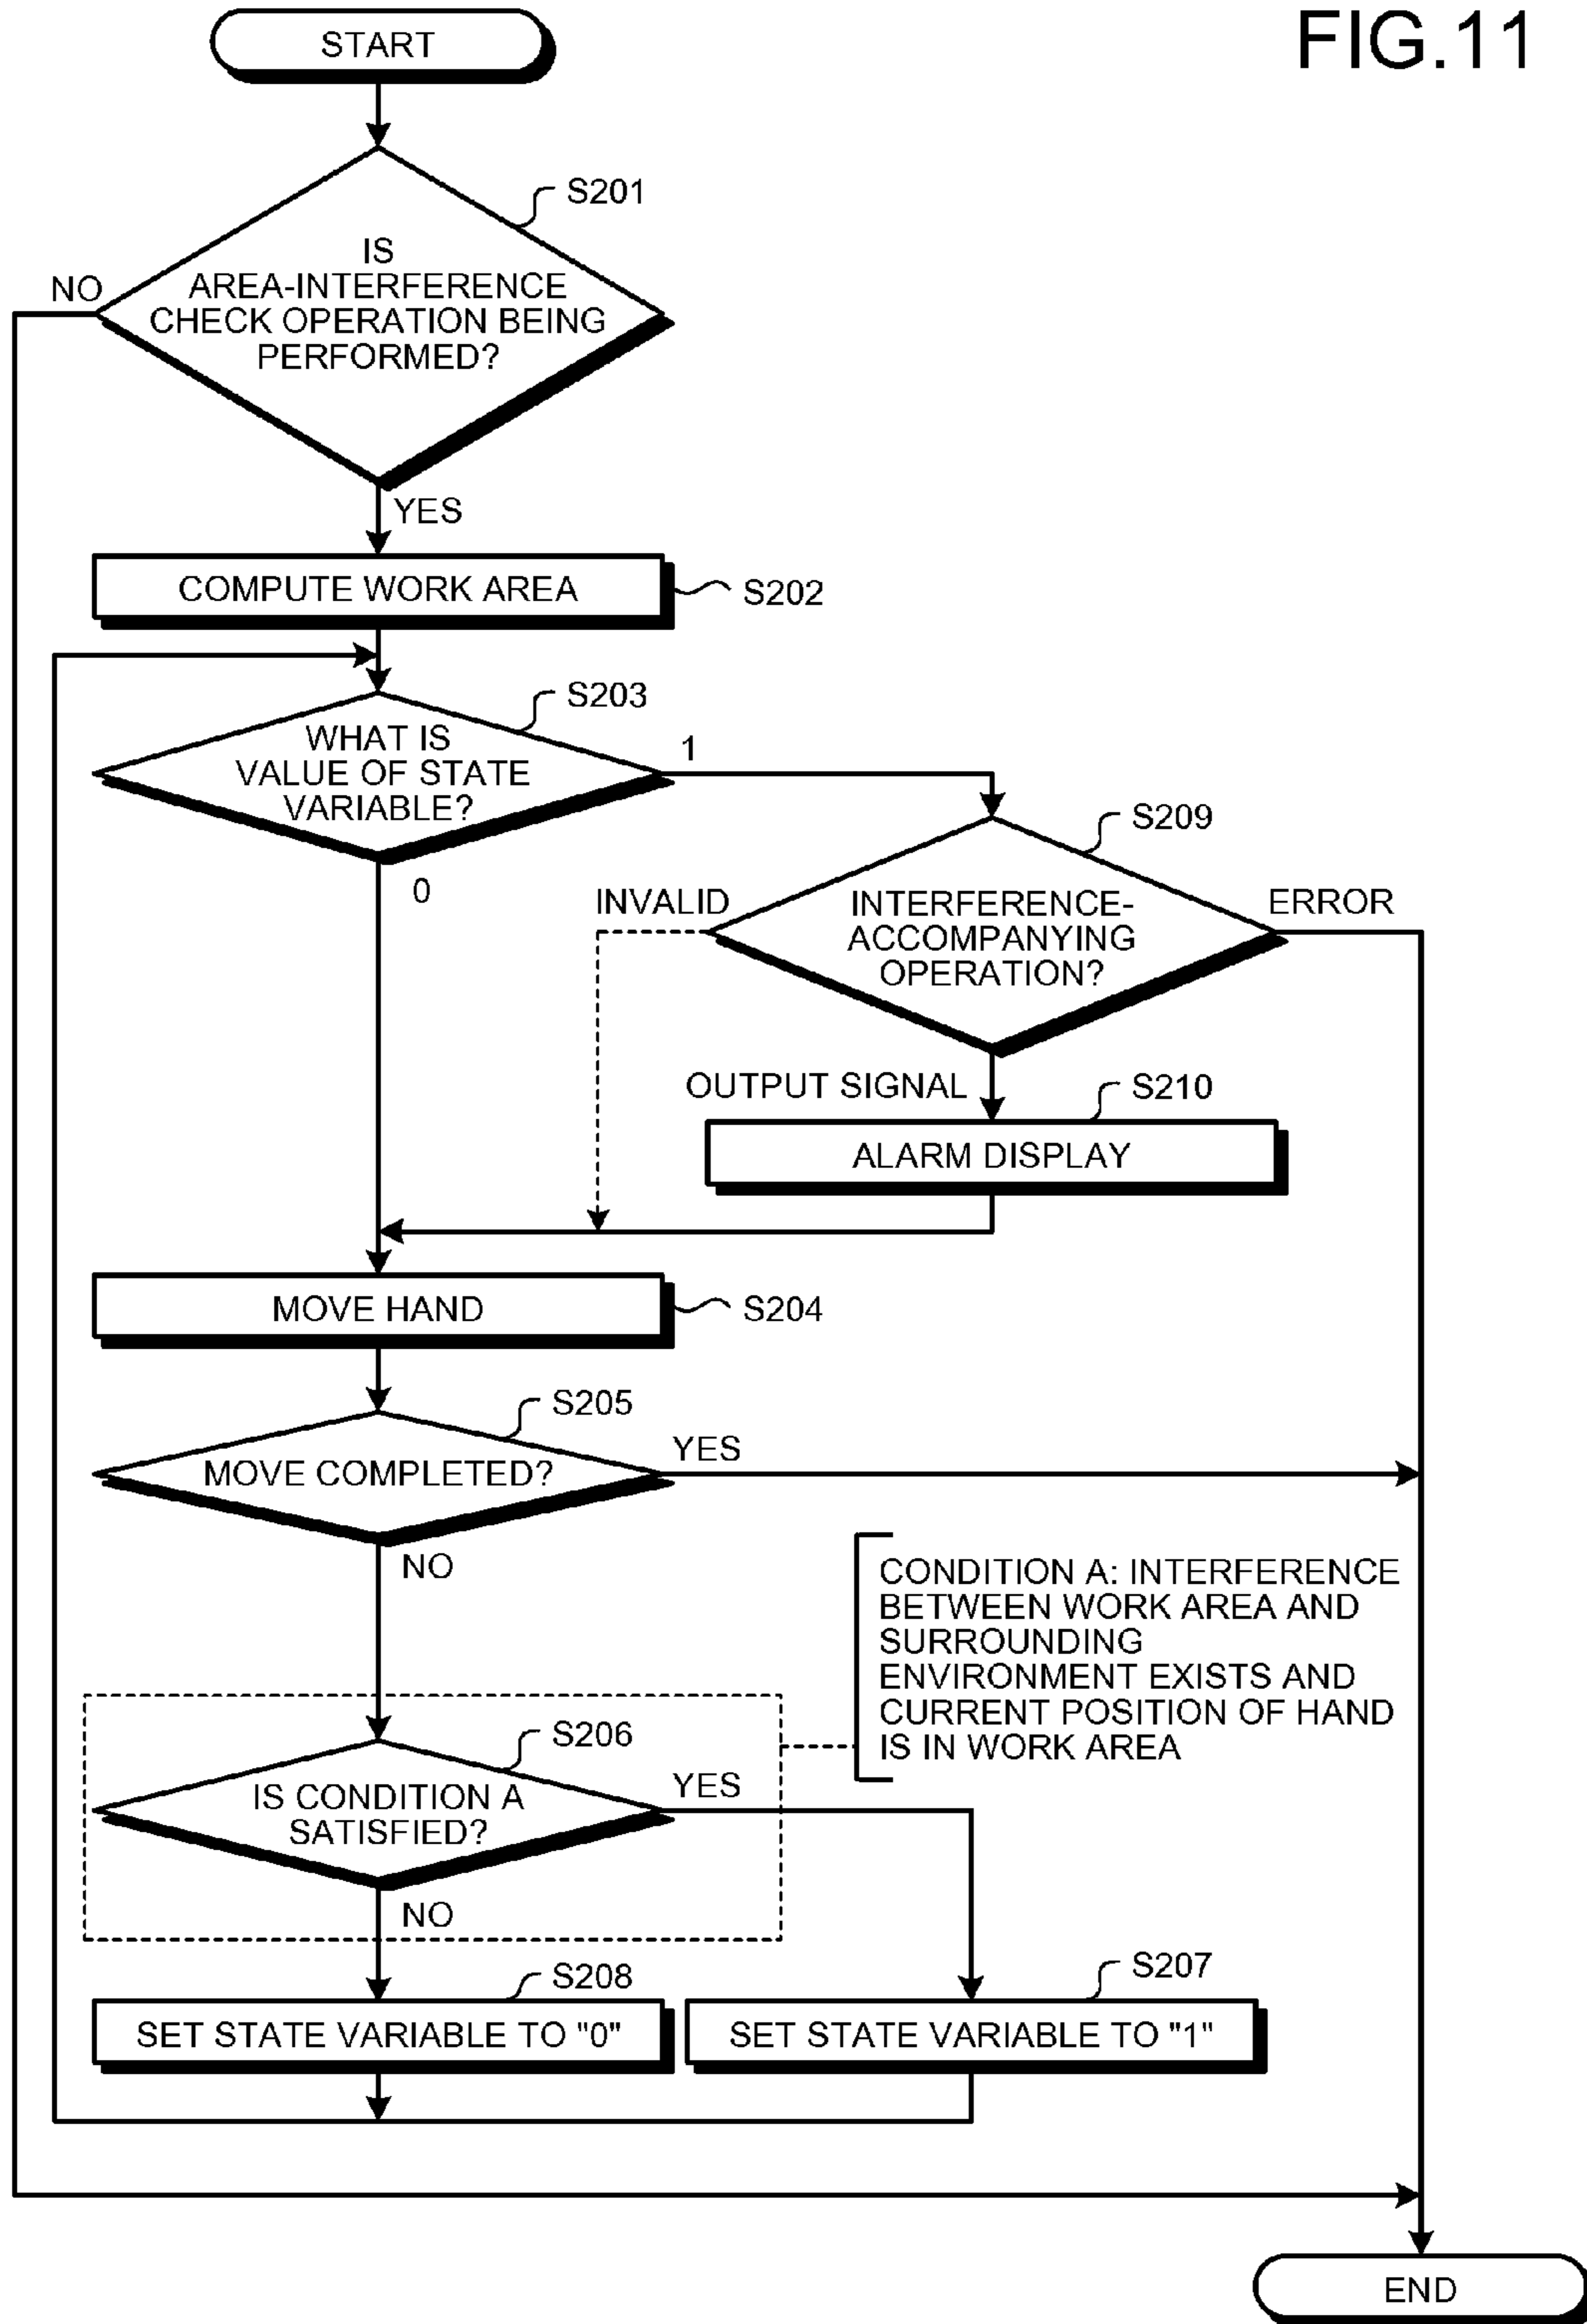 FIG.11
START
S201
IS
AREA-INTERFERENCE
CHECK OPERATION BEING
PERFORMED?
NO
YES
COMPUTE WORK AREA
S202
S203
WHAT IS
VALUE OF STATE
VARIABLE?
1
0
S209
INVALID
INTERFERENCE-
ACCOMPANYING
OPERATION?
ERROR
OUTPUT SIGNAL
S210
ALARM DISPLAY
MOVE HAND
S204
S205
MOVE COMPLETED?
YES
NO
CONDITION A: INTERFERENCE
BETWEEN WORK AREA AND
SURROUNDING
ENVIRONMENT EXISTS AND
CURRENT POSITION OF HAND
IS IN WORK AREA
S206
IS CONDITION A
SATISFIED?
YES
NO
S208
SET STATE VARIABLE TO "0"
S207
SET STATE VARIABLE TO "1"
END